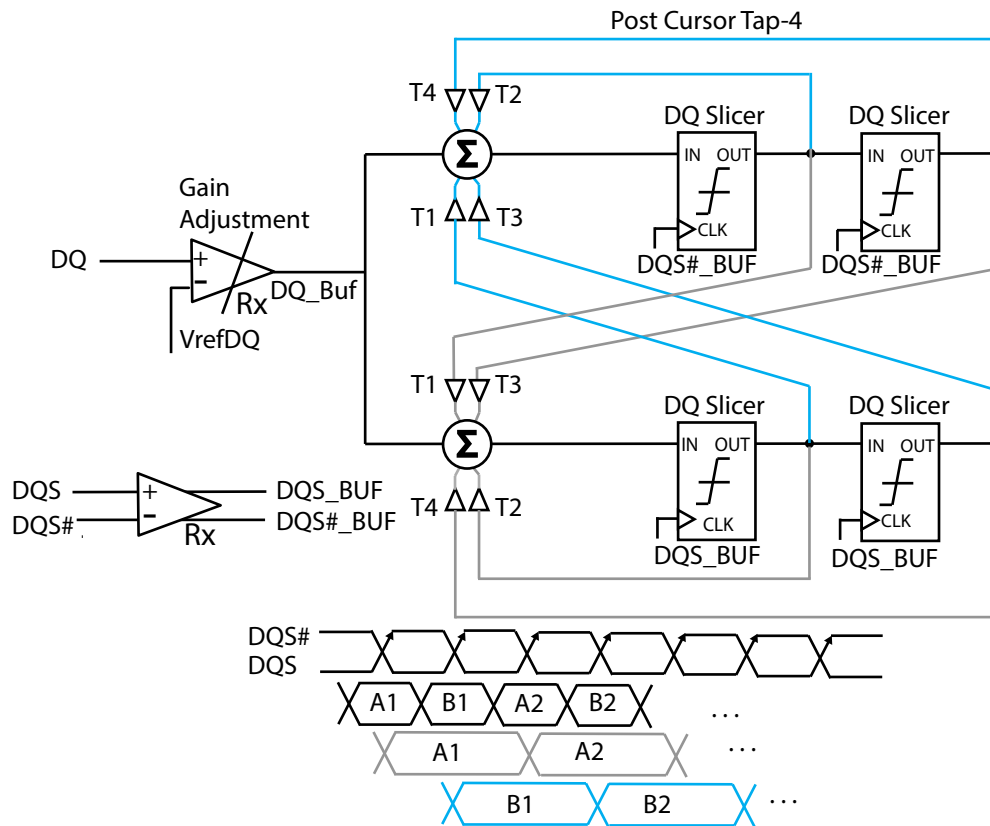 Post Cursor Tap-4
T4 T2
DQ Slicer DQ Slicer
Σ
IN OUT IN OUT
Gain
Adjustment
T1 T3
CLK CLK
DQS#_BUF DQS#_BUF
DQ
+
−
Rx
DQ_Buf
VrefDQ
T1 T3
DQ Slicer DQ Slicer
Σ
IN OUT IN OUT
T4 T2
CLK CLK
DQS_BUF DQS_BUF
DQS + DQS_BUF
DQS# − DQS#_BUF
Rx
DQS#
DQS
A1 B1 A2 B2 ...
A1 A2 ...
B1 B2 ...